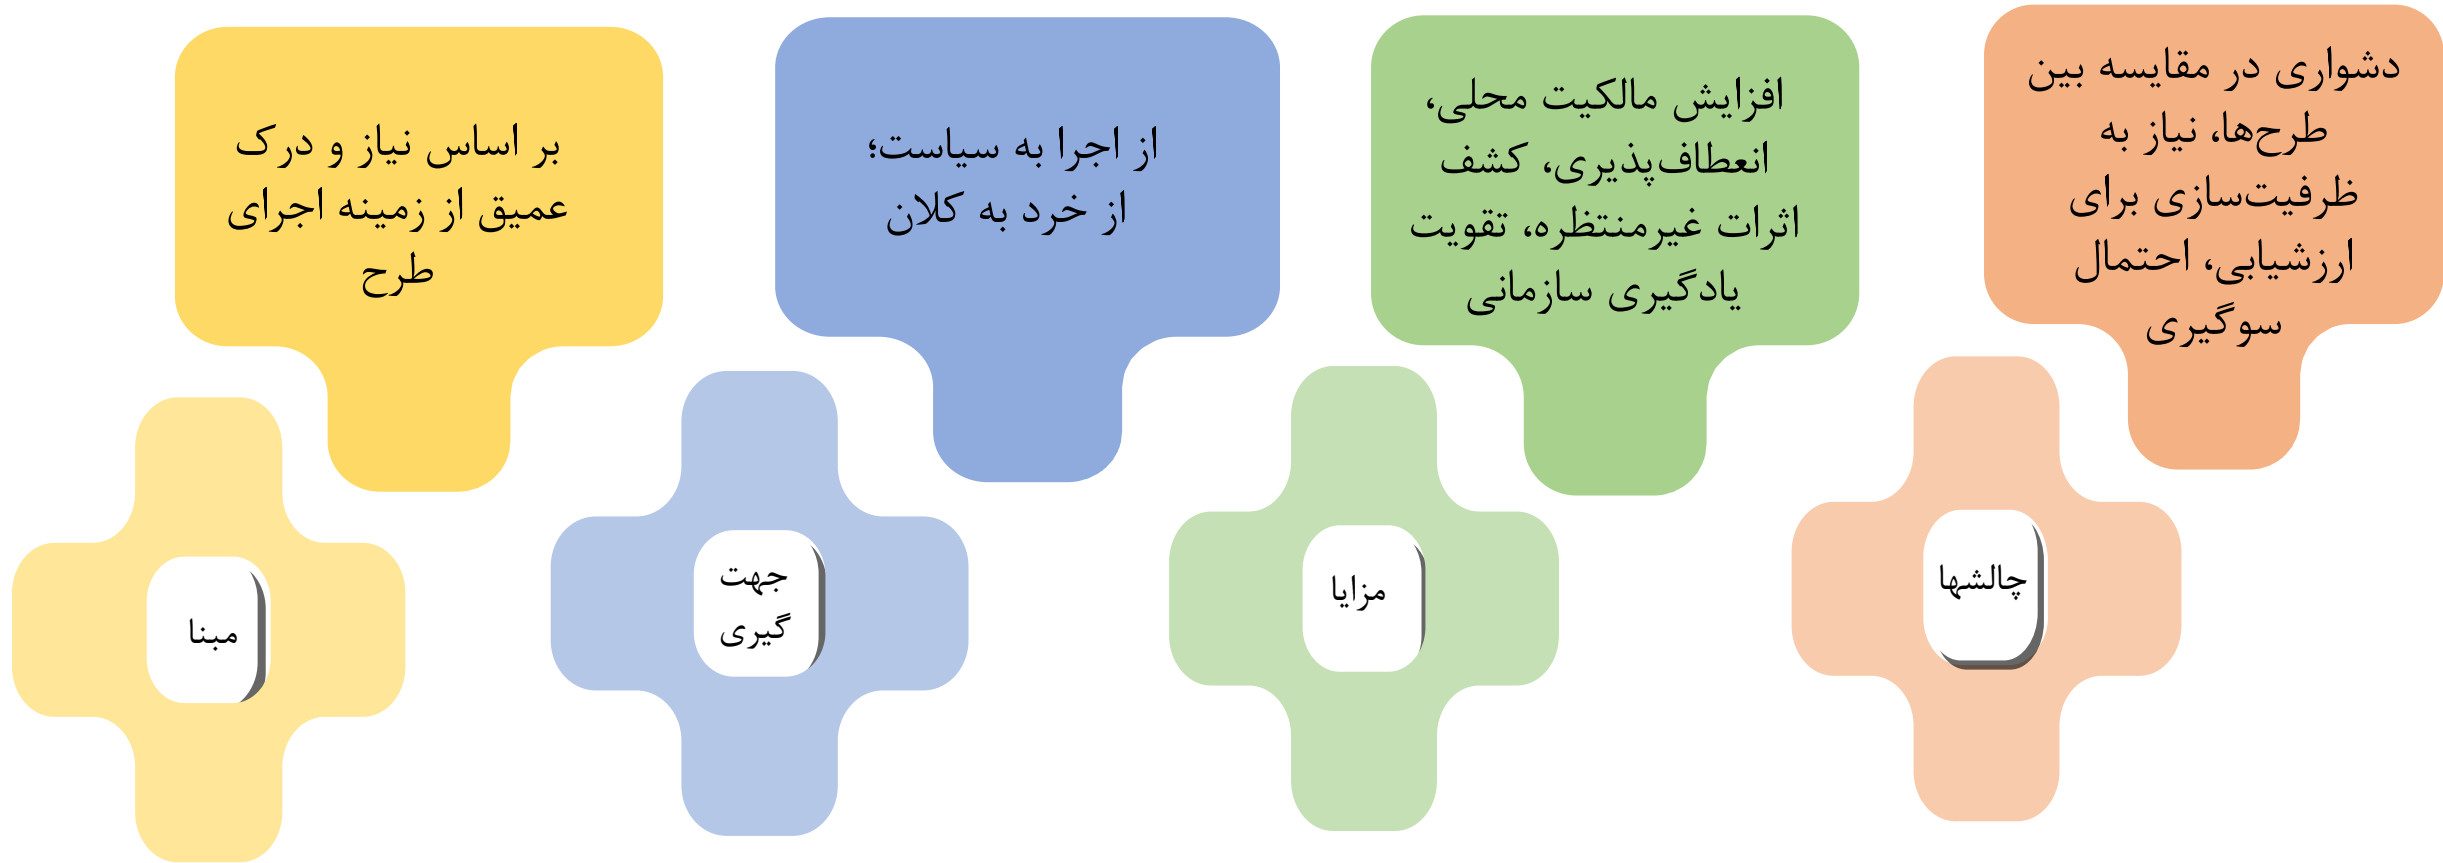 دشواری در مقایسه بین
طرح‌ها، نیاز به
ظرفیت‌سازی برای
ارزشیابی، احتمال
سوگیری
چالشها
افزایش مالکیت محلی،
انعطاف‌پذیری، کشف
اثرات غیرمنتظره، تقویت
یادگیری سازمانی
مزایا
از اجرا به سیاست؛
از خرد به کلان
جهت
گیری
بر اساس نیاز و درک
عمیق از زمینه اجرای
طرح
مبنا